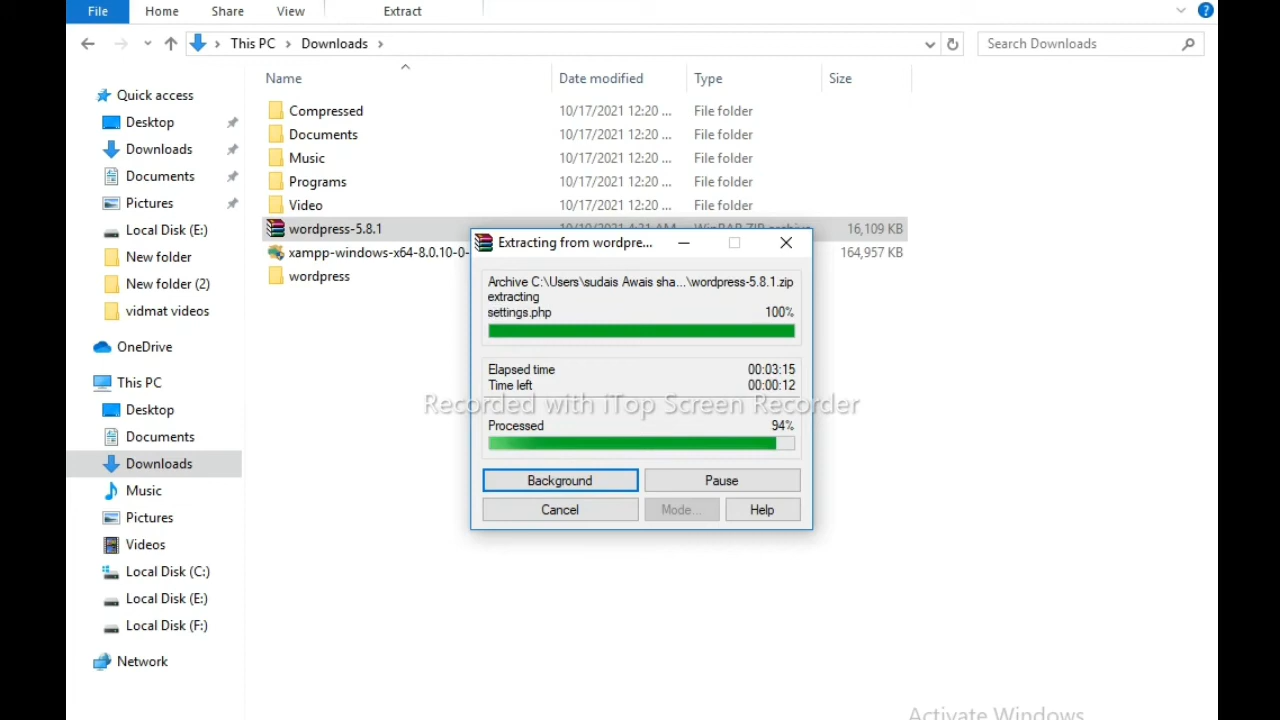 File Home Share View Extract
This PC Downloads
Search Downloads
Name Date modified Type Size
Quick access
Desktop
Downloads
Documents
Pictures
Local Disk (E:)
New folder
New folder (2)
vidmat videos
OneDrive
This PC
Desktop
Documents
Downloads
Music
Pictures
Videos
Local Disk (C:)
Local Disk (E:)
Local Disk (F:)
Network
Compressed 10/17/2021 12:20 ... File folder
Documents 10/17/2021 12:20 ... File folder
Music 10/17/2021 12:20 ... File folder
Programs 10/17/2021 12:20 ... File folder
Video 10/17/2021 12:20 ... File folder
wordpress-5.8.1 16,109 KB
xampp-windows-x64-8.0.10-0- 164,957 KB
wordpress
Extracting from wordpre...
Archive C:\Users\sudais Awais sha...\wordpress-5.8.1.zip
extracting
settings.php 100%
Elapsed time 00:03:15
Time left 00:00:12
Recorded with iTop Screen Recorder
Processed 94%
Background Pause
Cancel Mode... Help
Activate Windows